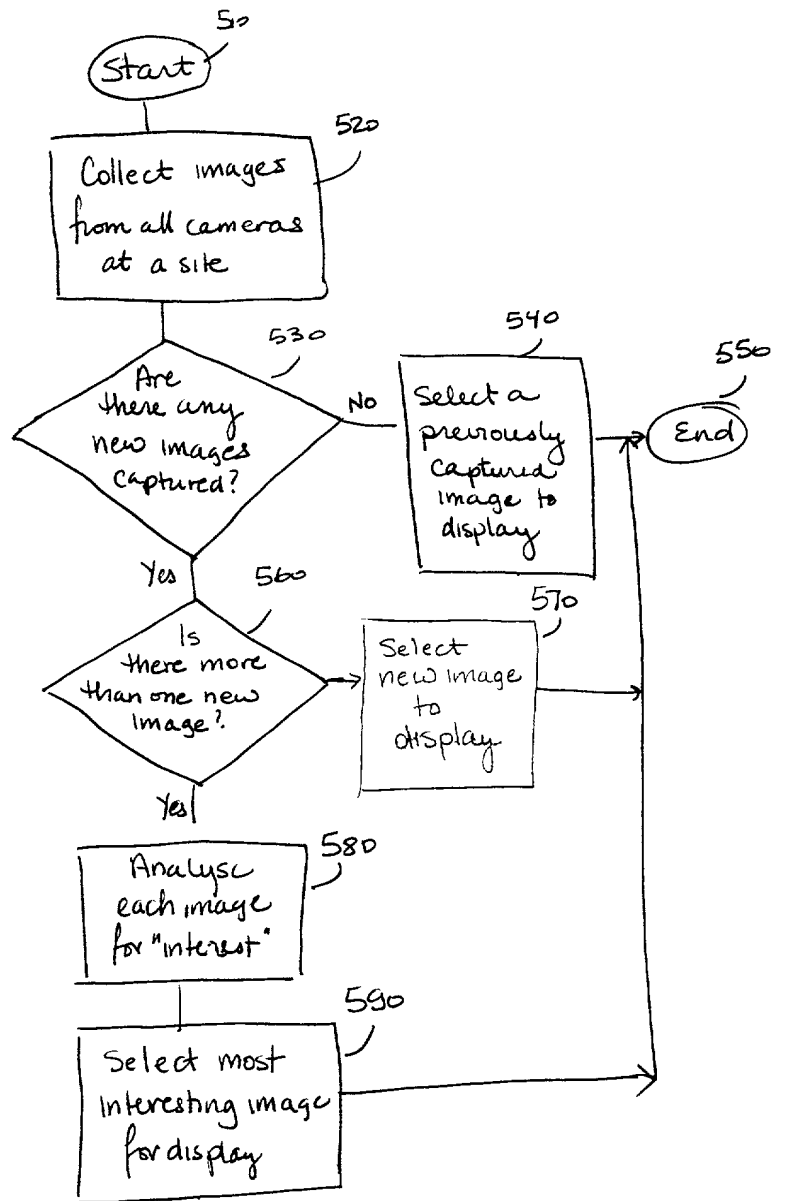 510
Start
520
Collect images
from all cameras
at a site
530
Are
there any
new images
captured?
No
540
Select a
previously
captured
image to
display
550
End
Yes
560
Is
there more
than one new
image?
570
Select
new image
to
display
Yes
580
Analyse
each image
for "interest"
590
Select most
interesting image
for display